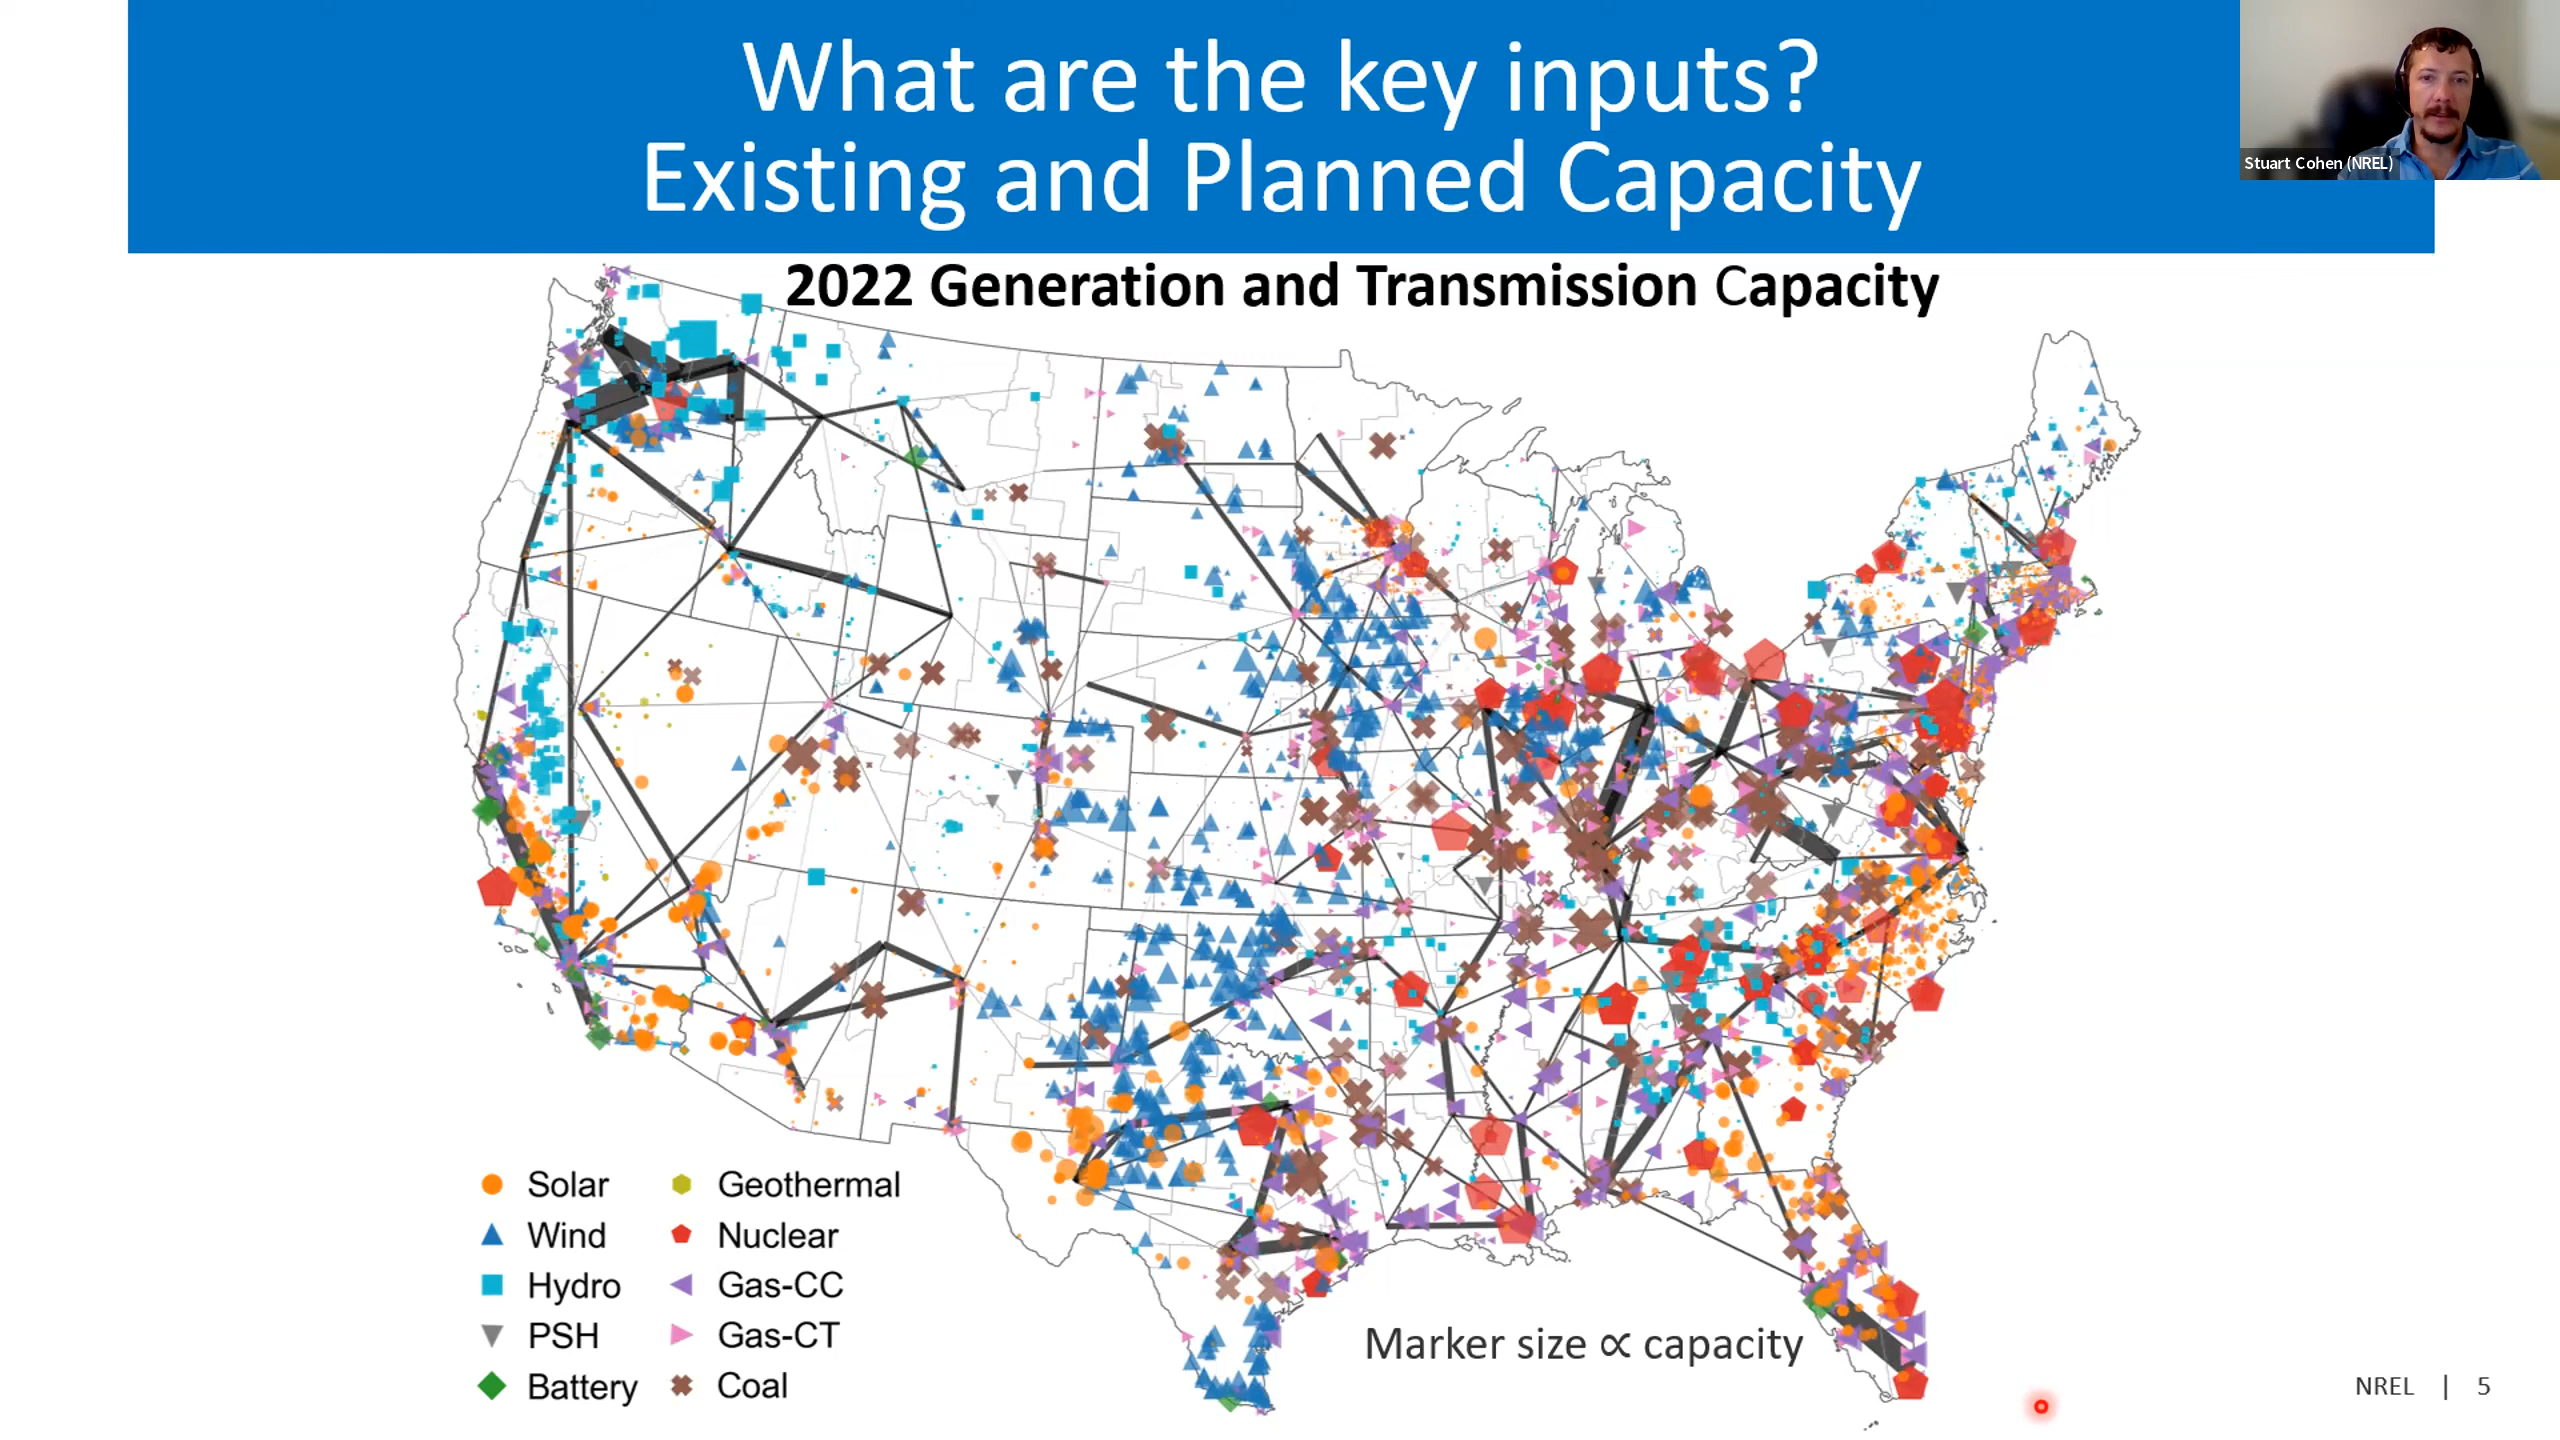 What are the key inputs?
Existing and Planned Capacity
Stuart Cohen (NREL)
2022 Generation and Transmission Capacity
Solar
Wind
Hydro
PSH
Battery
Geothermal
Nuclear
Gas-CC
Gas-CT
Coal
Marker size ∝ capacity
NREL | 5